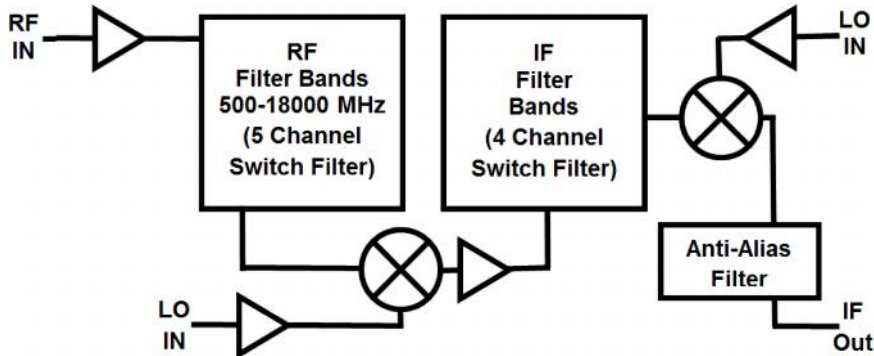 RF
IN
RF
Filter Bands
500-18000 MHz
(5 Channel
Switch Filter)
IF
Filter
Bands
(4 Channel
Switch Filter)
LO
IN
Anti-Alias
Filter
LO
IN
IF
Out